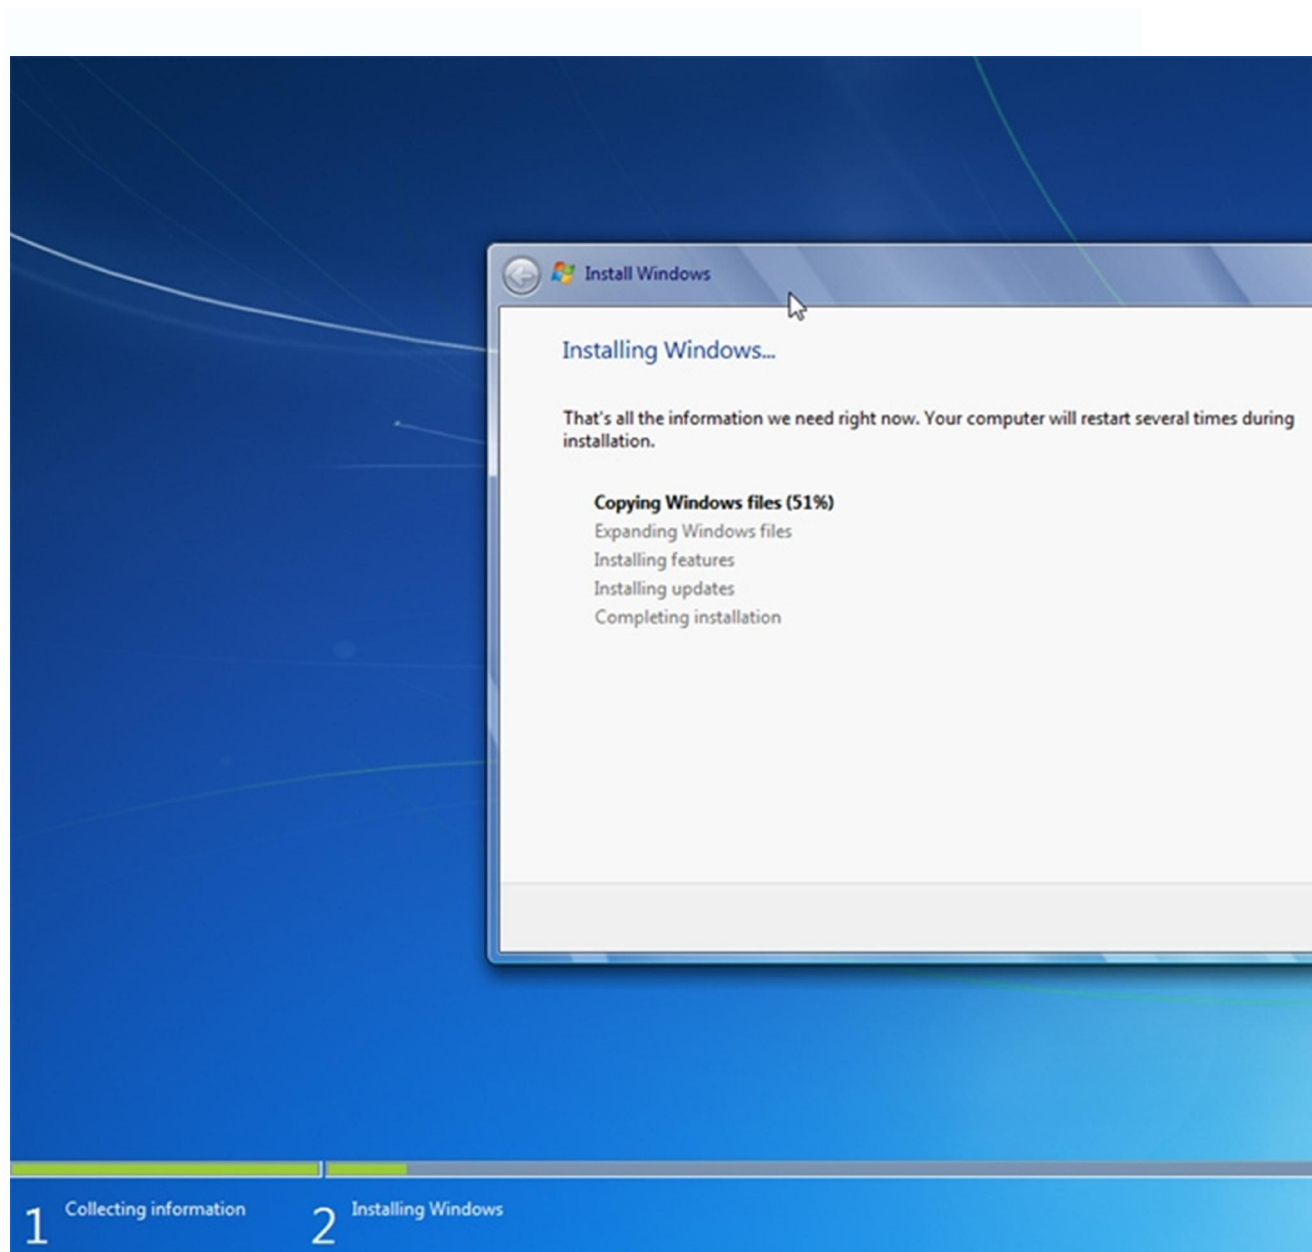 Install Windows
Installing Windows...
That's all the information we need right now. Your computer will restart several times during
installation.
Copying Windows files (51%)
Expanding Windows files
Installing features
Installing updates
Completing installation
1 Collecting information
2 Installing Windows